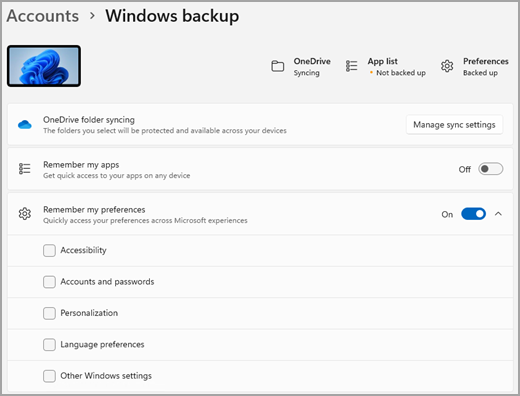 Accounts > Windows backup
OneDrive
Syncing
App list
• Not backed up
Preferences
Backed up
OneDrive folder syncing
The folders you select will be protected and available across your devices
Manage sync settings
Remember my apps
Get quick access to your apps on any device
Off
Remember my preferences
Quickly access your preferences across Microsoft experiences
On
Accessibility
Accounts and passwords
Personalization
Language preferences
Other Windows settings